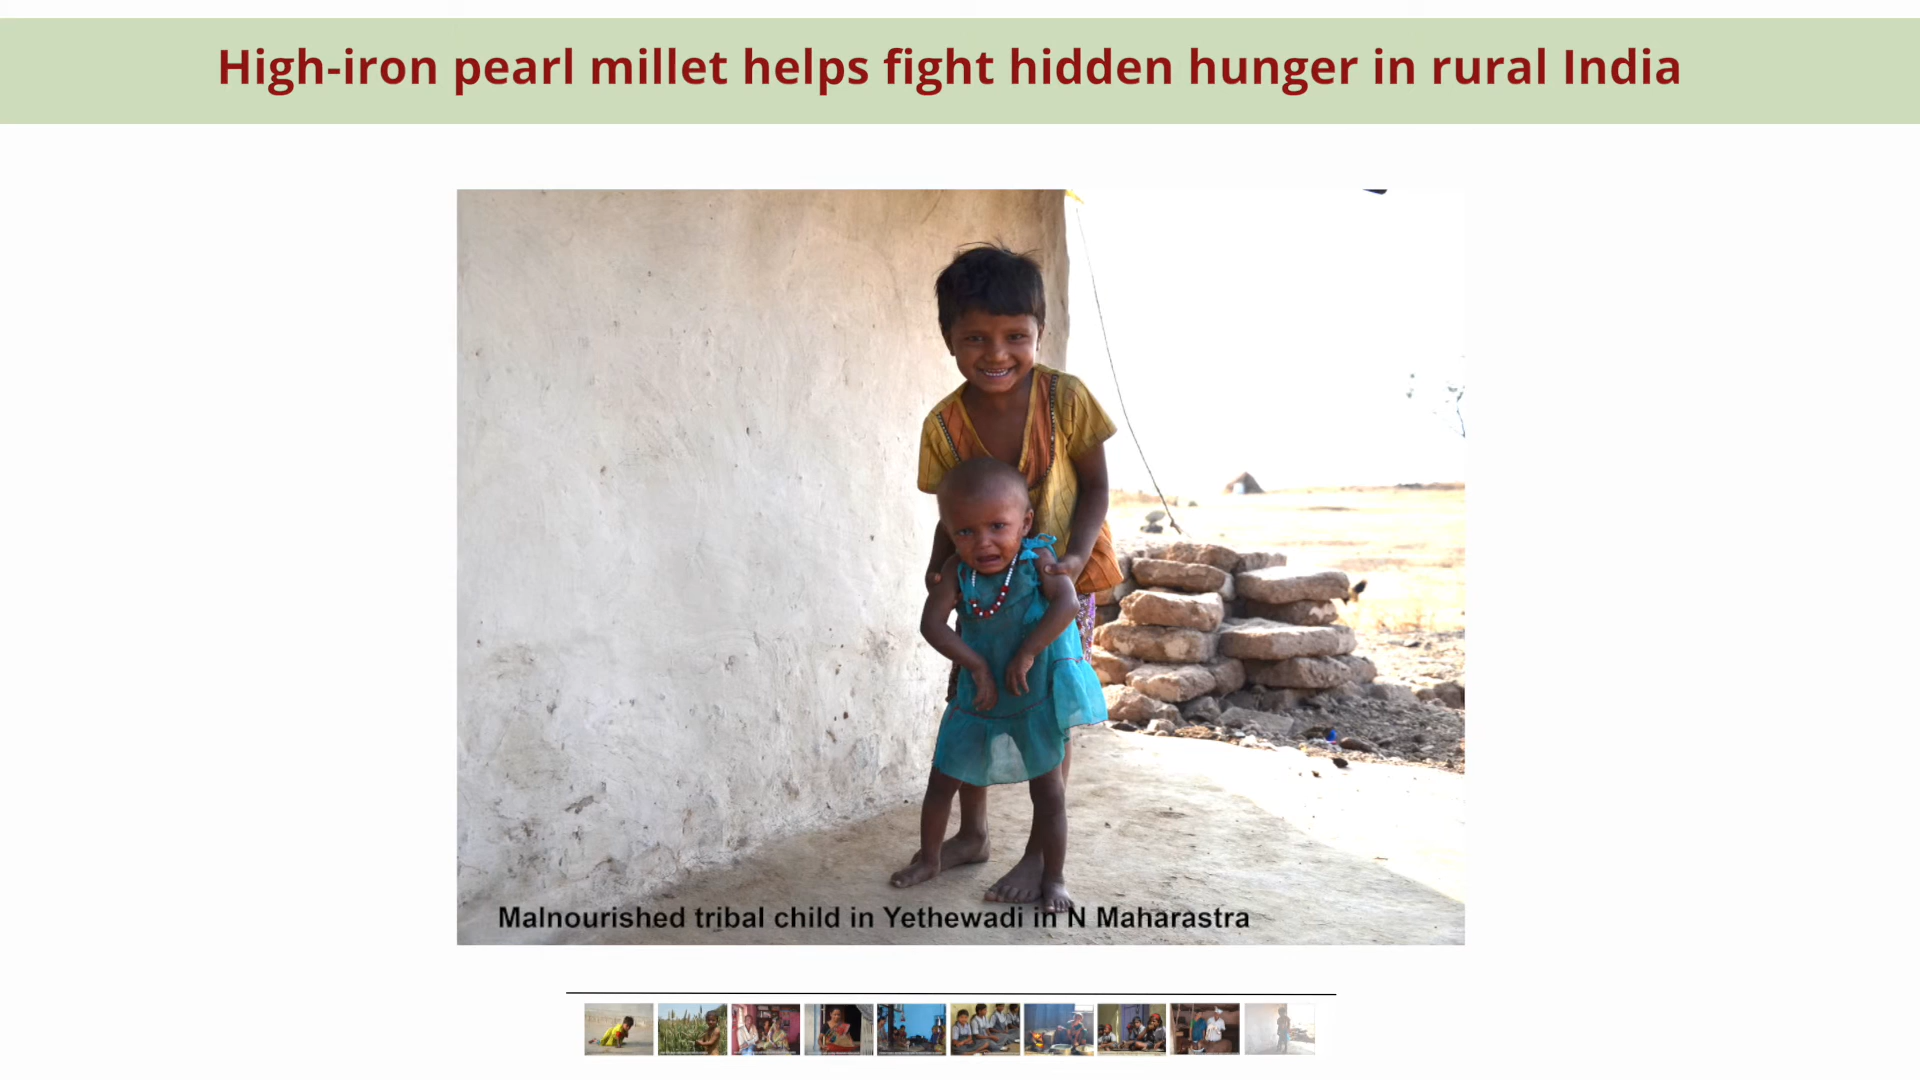 High-iron pearl millet helps fight hidden hunger in rural India
Malnourished tribal child in Yethewadi in N Maharastra